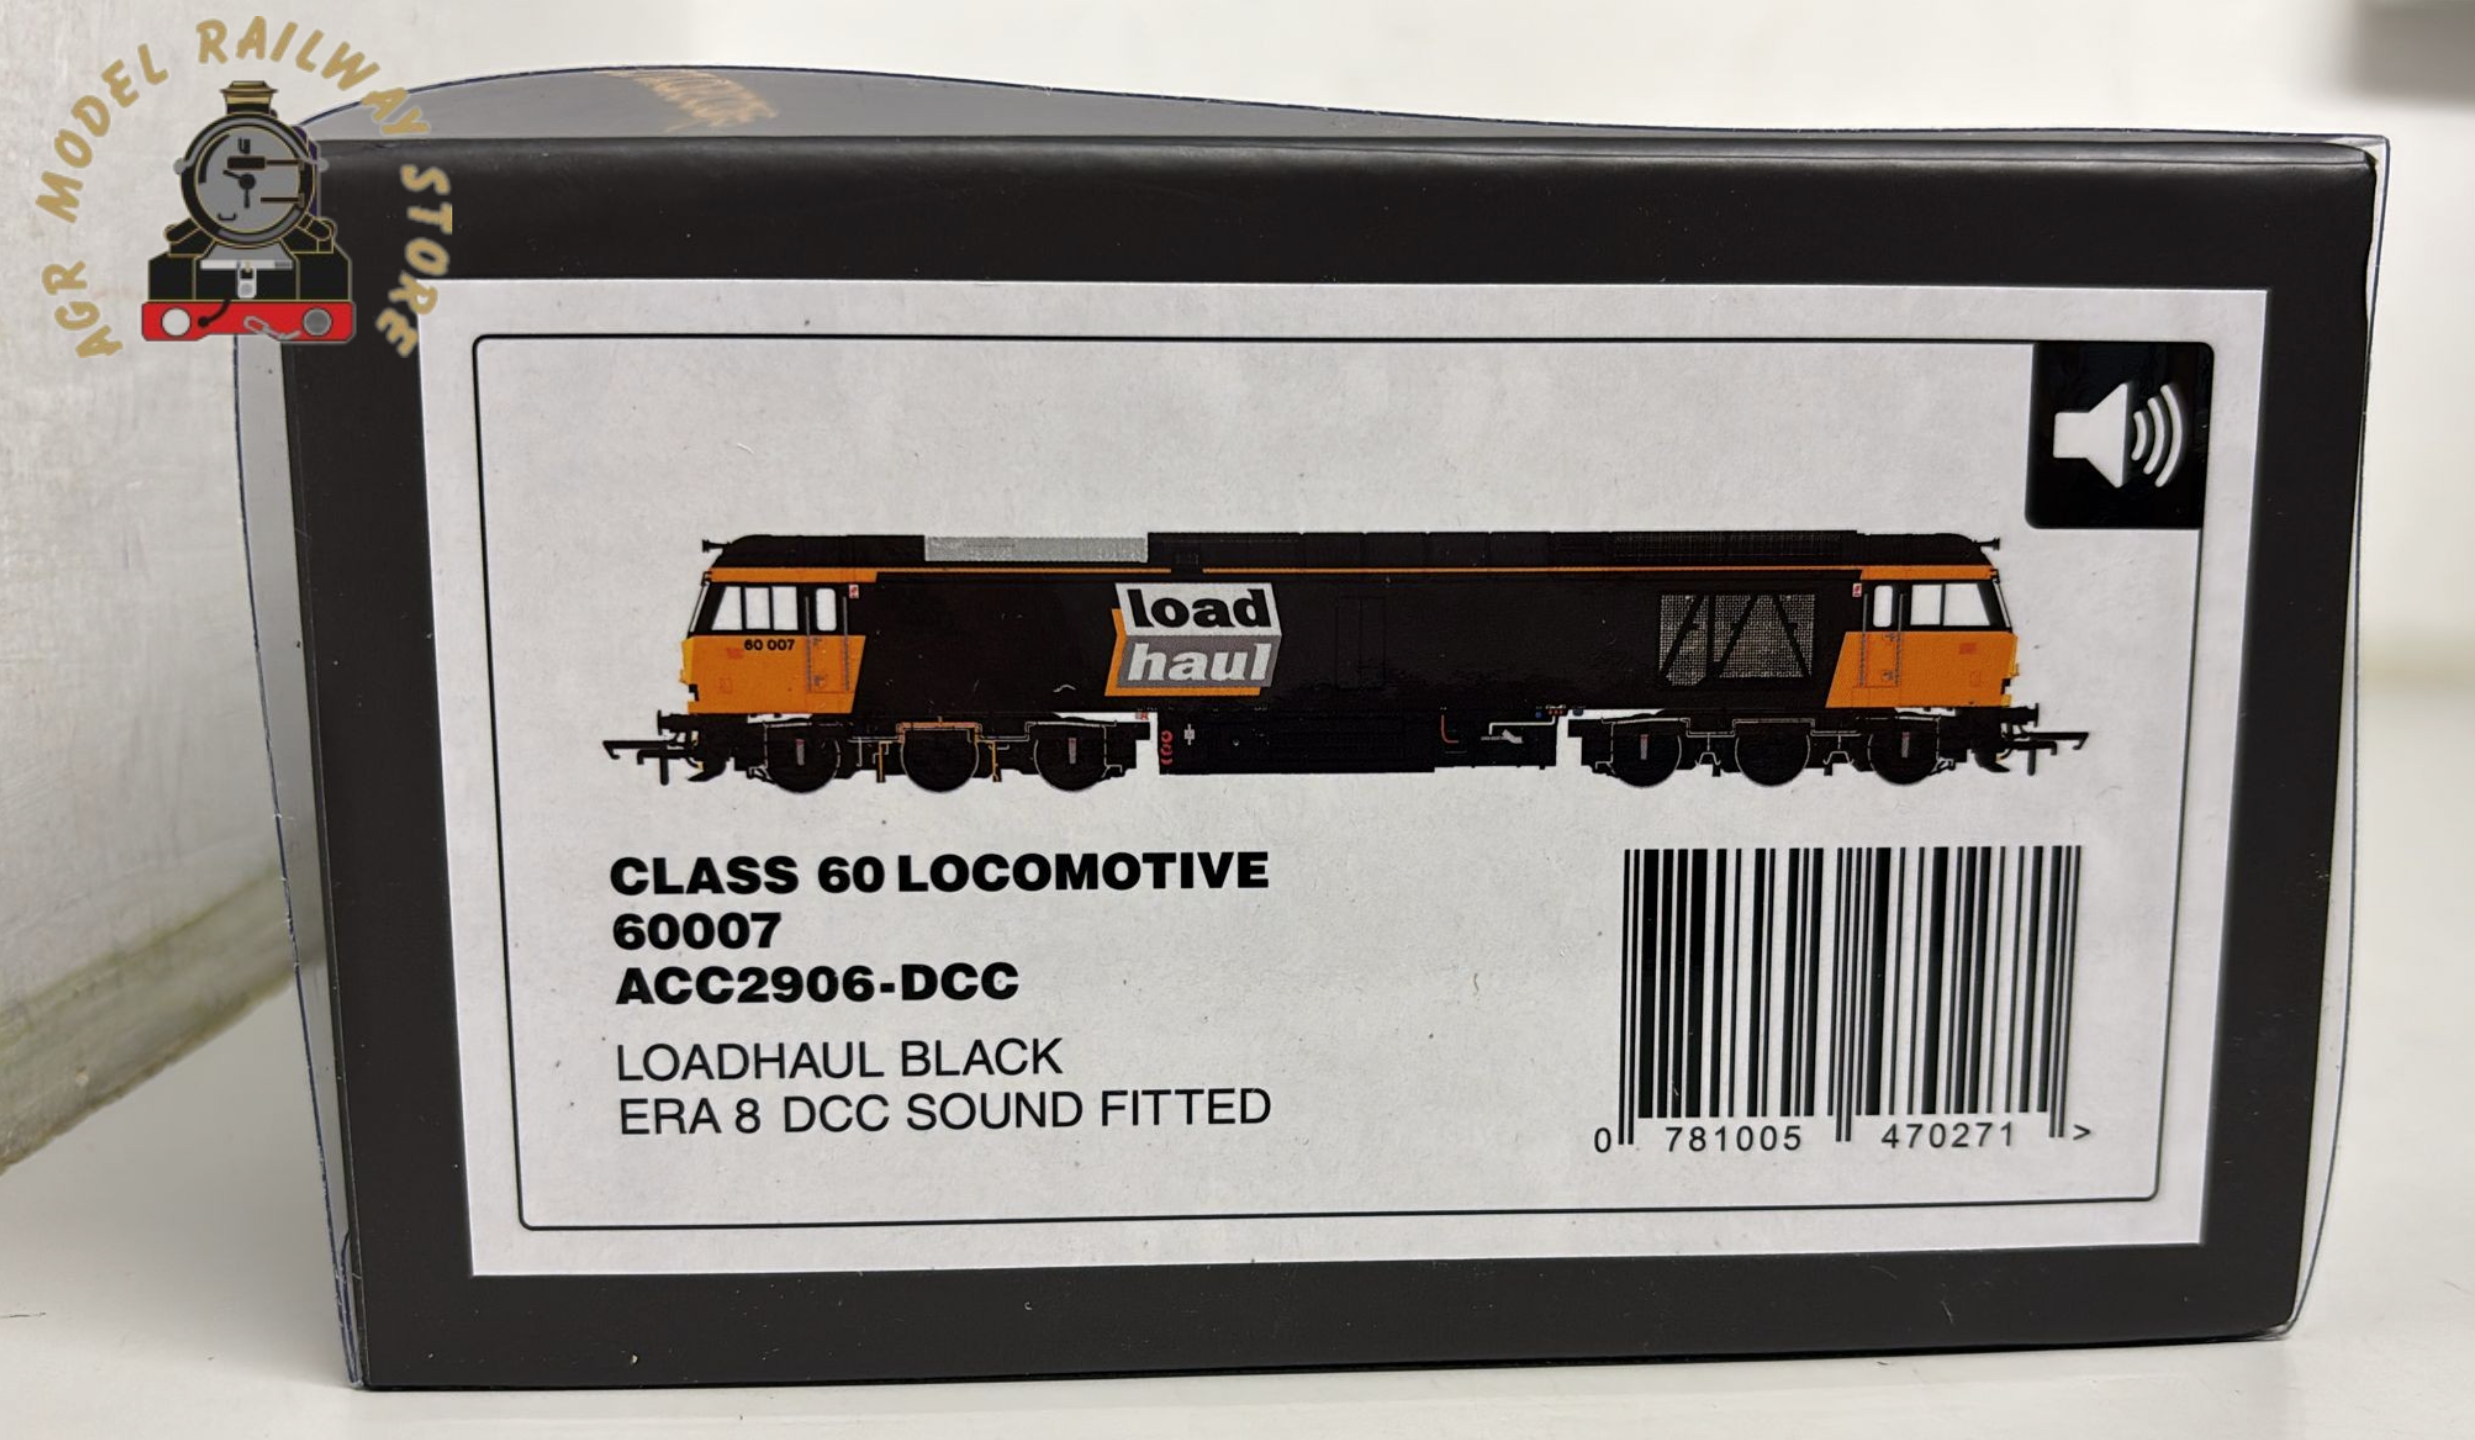 AGR MODEL RAILWAY STORE
load
haul
60 007
CLASS 60 LOCOMOTIVE
60007
ACC2906-DCC
LOADHAUL BLACK
ERA 8 DCC SOUND FITTED
0 781005 470271 >